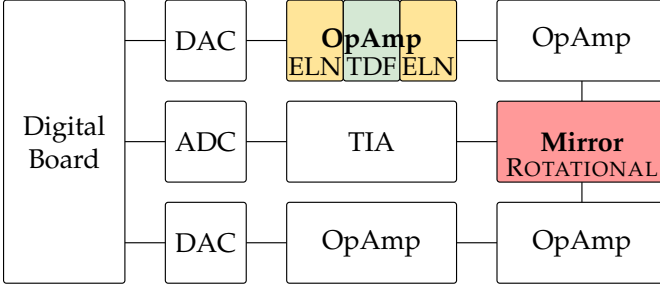 DAC
OpAmp
ELN TDF ELN
OpAmp
Digital
Board
ADC
TIA
Mirror
ROTATIONAL
DAC
OpAmp
OpAmp